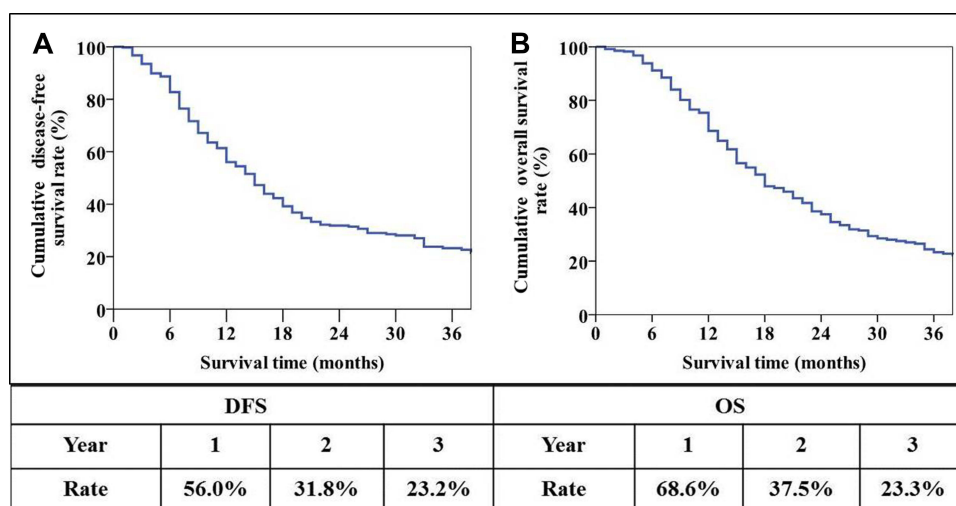 A
Cumulative disease-free
survival rate (%)
100
80
60
40
20
0
0 6 12 18 24 30 36
Survival time (months)
B
Cumulative overall survival
rate (%)
100
80
60
40
20
0
0 6 12 18 24 30 36
Survival time (months)
DFS OS
Year 1 2 3 Year 1 2 3
Rate 56.0% 31.8% 23.2% Rate 68.6% 37.5% 23.3%